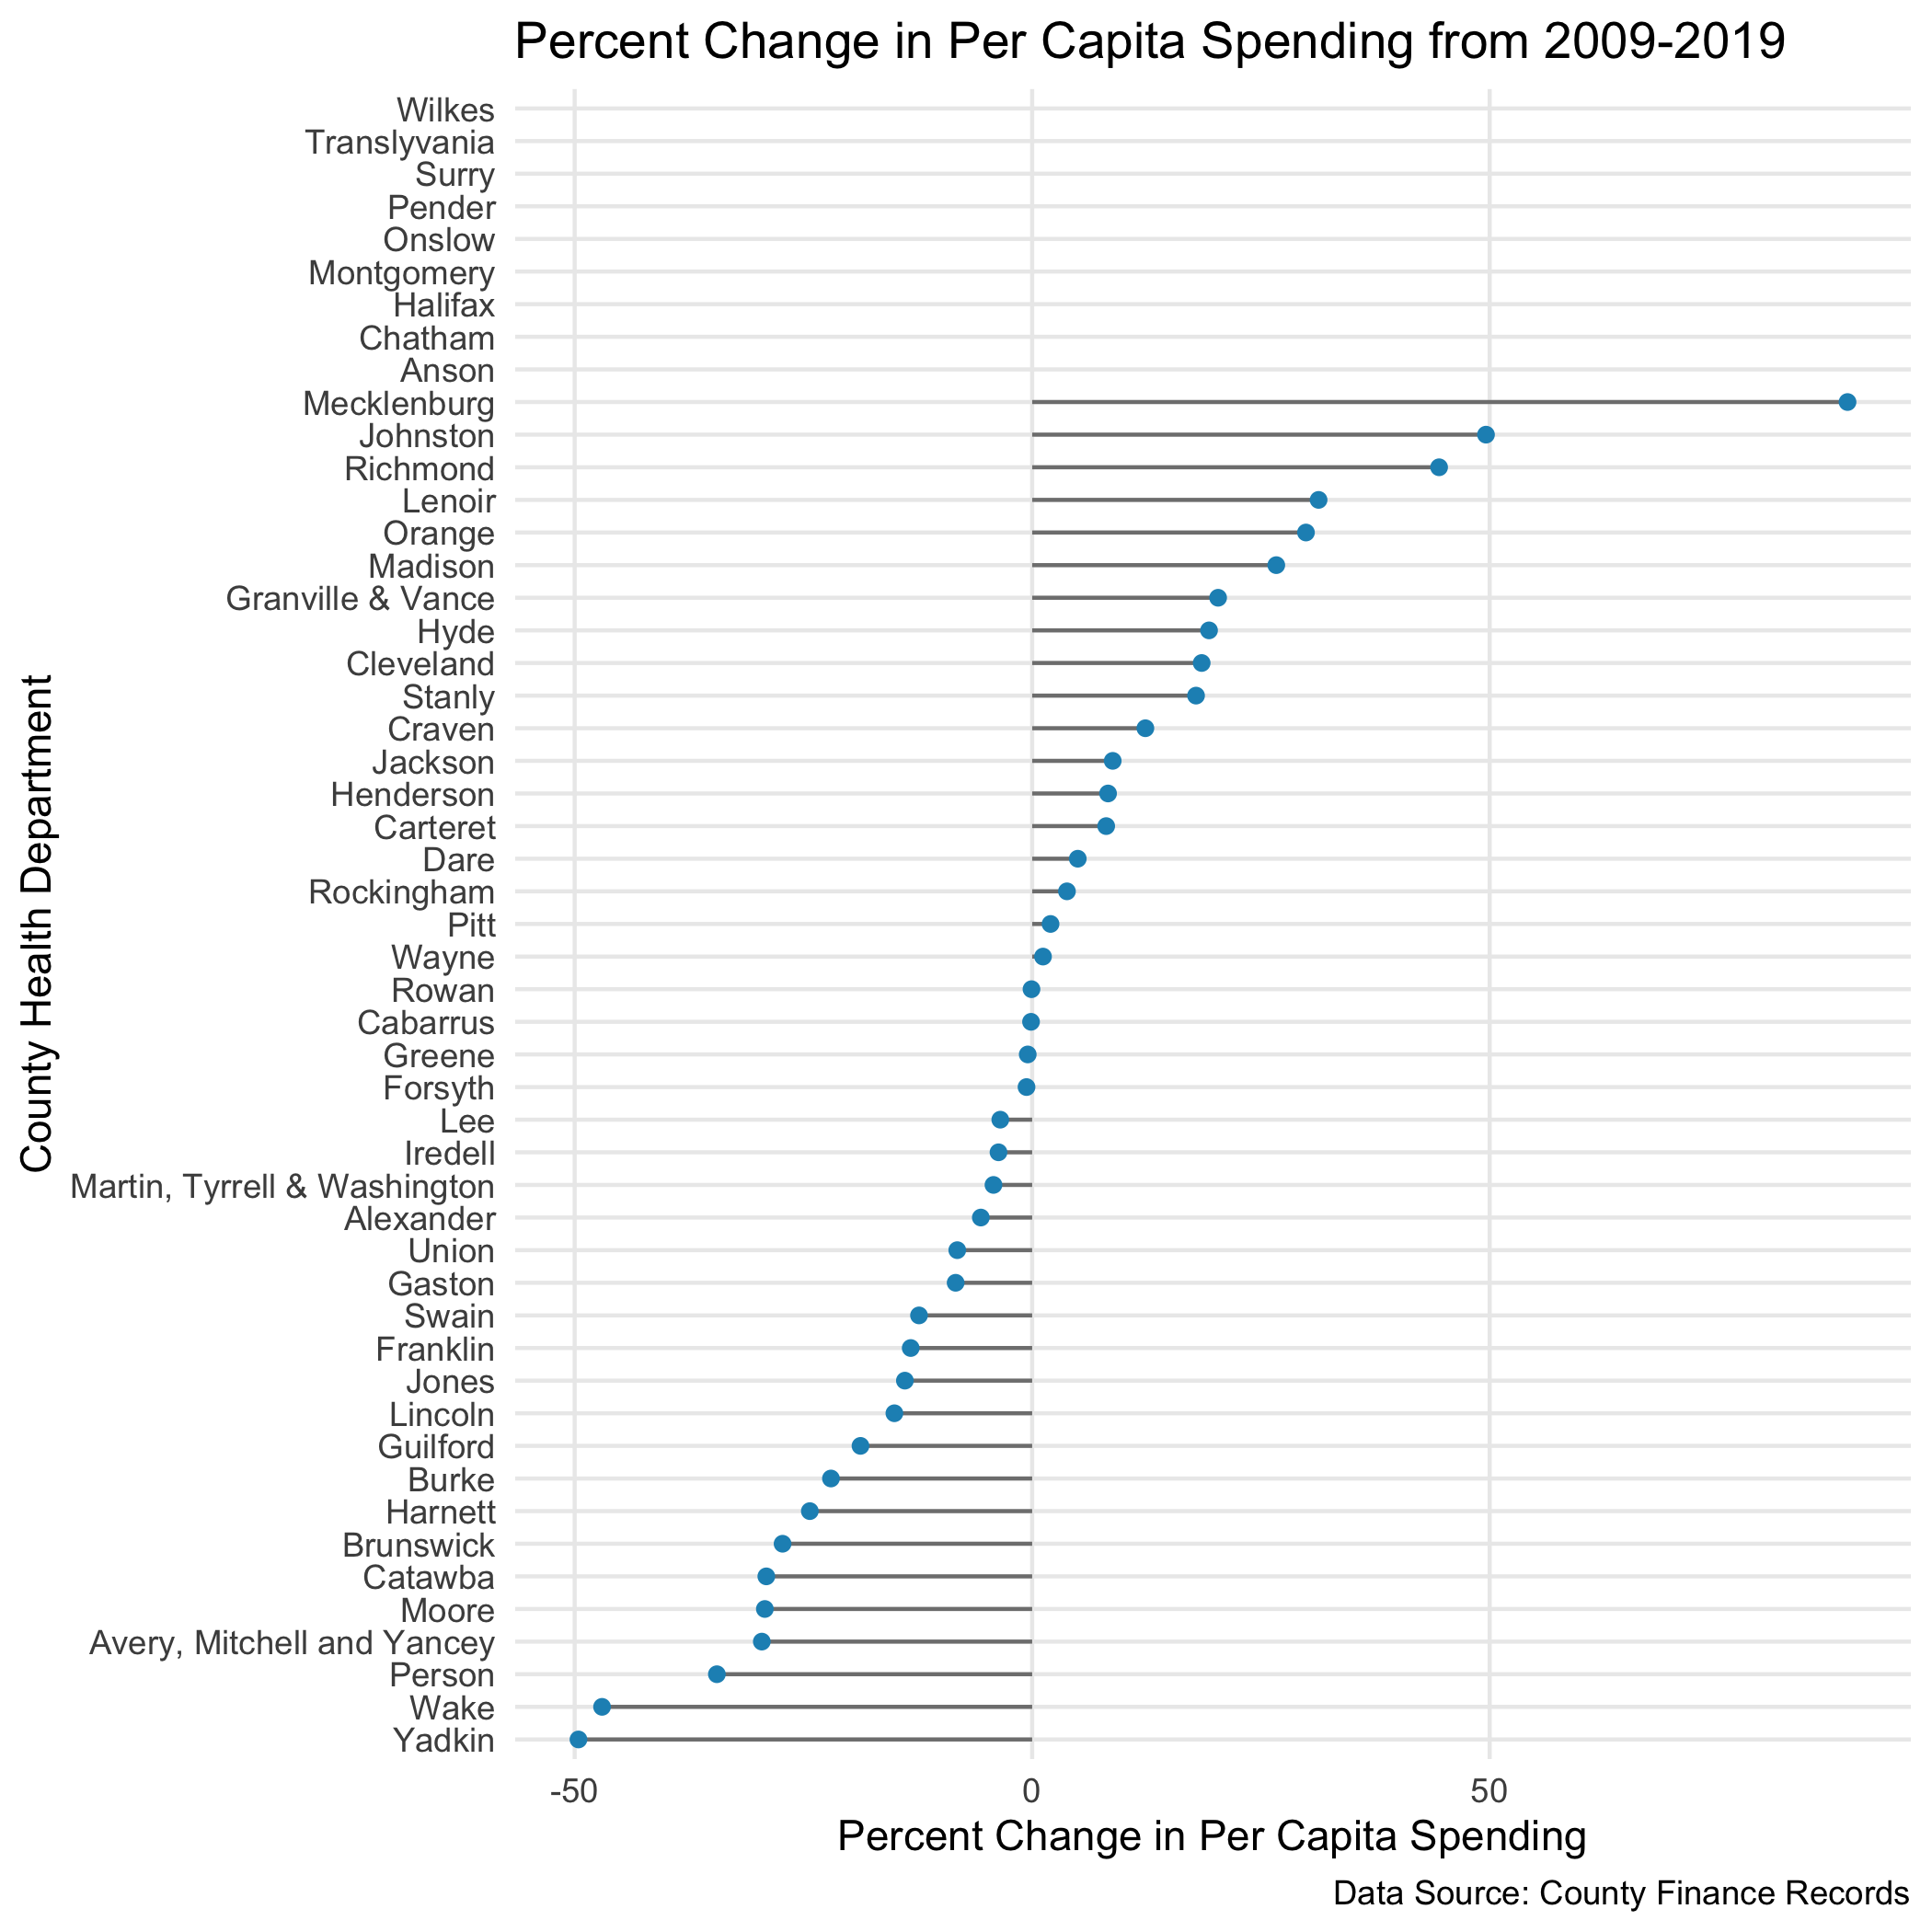 Percent Change in Per Capita Spending from 2009-2019
Wilkes
Translyvania
Surry
Pender
Onslow
Montgomery
Halifax
Chatham
Anson
Mecklenburg
Johnston
Richmond
Lenoir
Orange
Madison
Granville & Vance
Hyde
Cleveland
Stanly
Craven
Jackson
Henderson
Carteret
Dare
Rockingham
Pitt
Wayne
Rowan
Cabarrus
Greene
Forsyth
Lee
Iredell
Martin, Tyrrell & Washington
Alexander
Union
Gaston
Swain
Franklin
Jones
Lincoln
Guilford
Burke
Harnett
Brunswick
Catawba
Moore
Avery, Mitchell and Yancey
Person
Wake
Yadkin
County Health Department
-50 0 50
Percent Change in Per Capita Spending
Data Source: County Finance Records